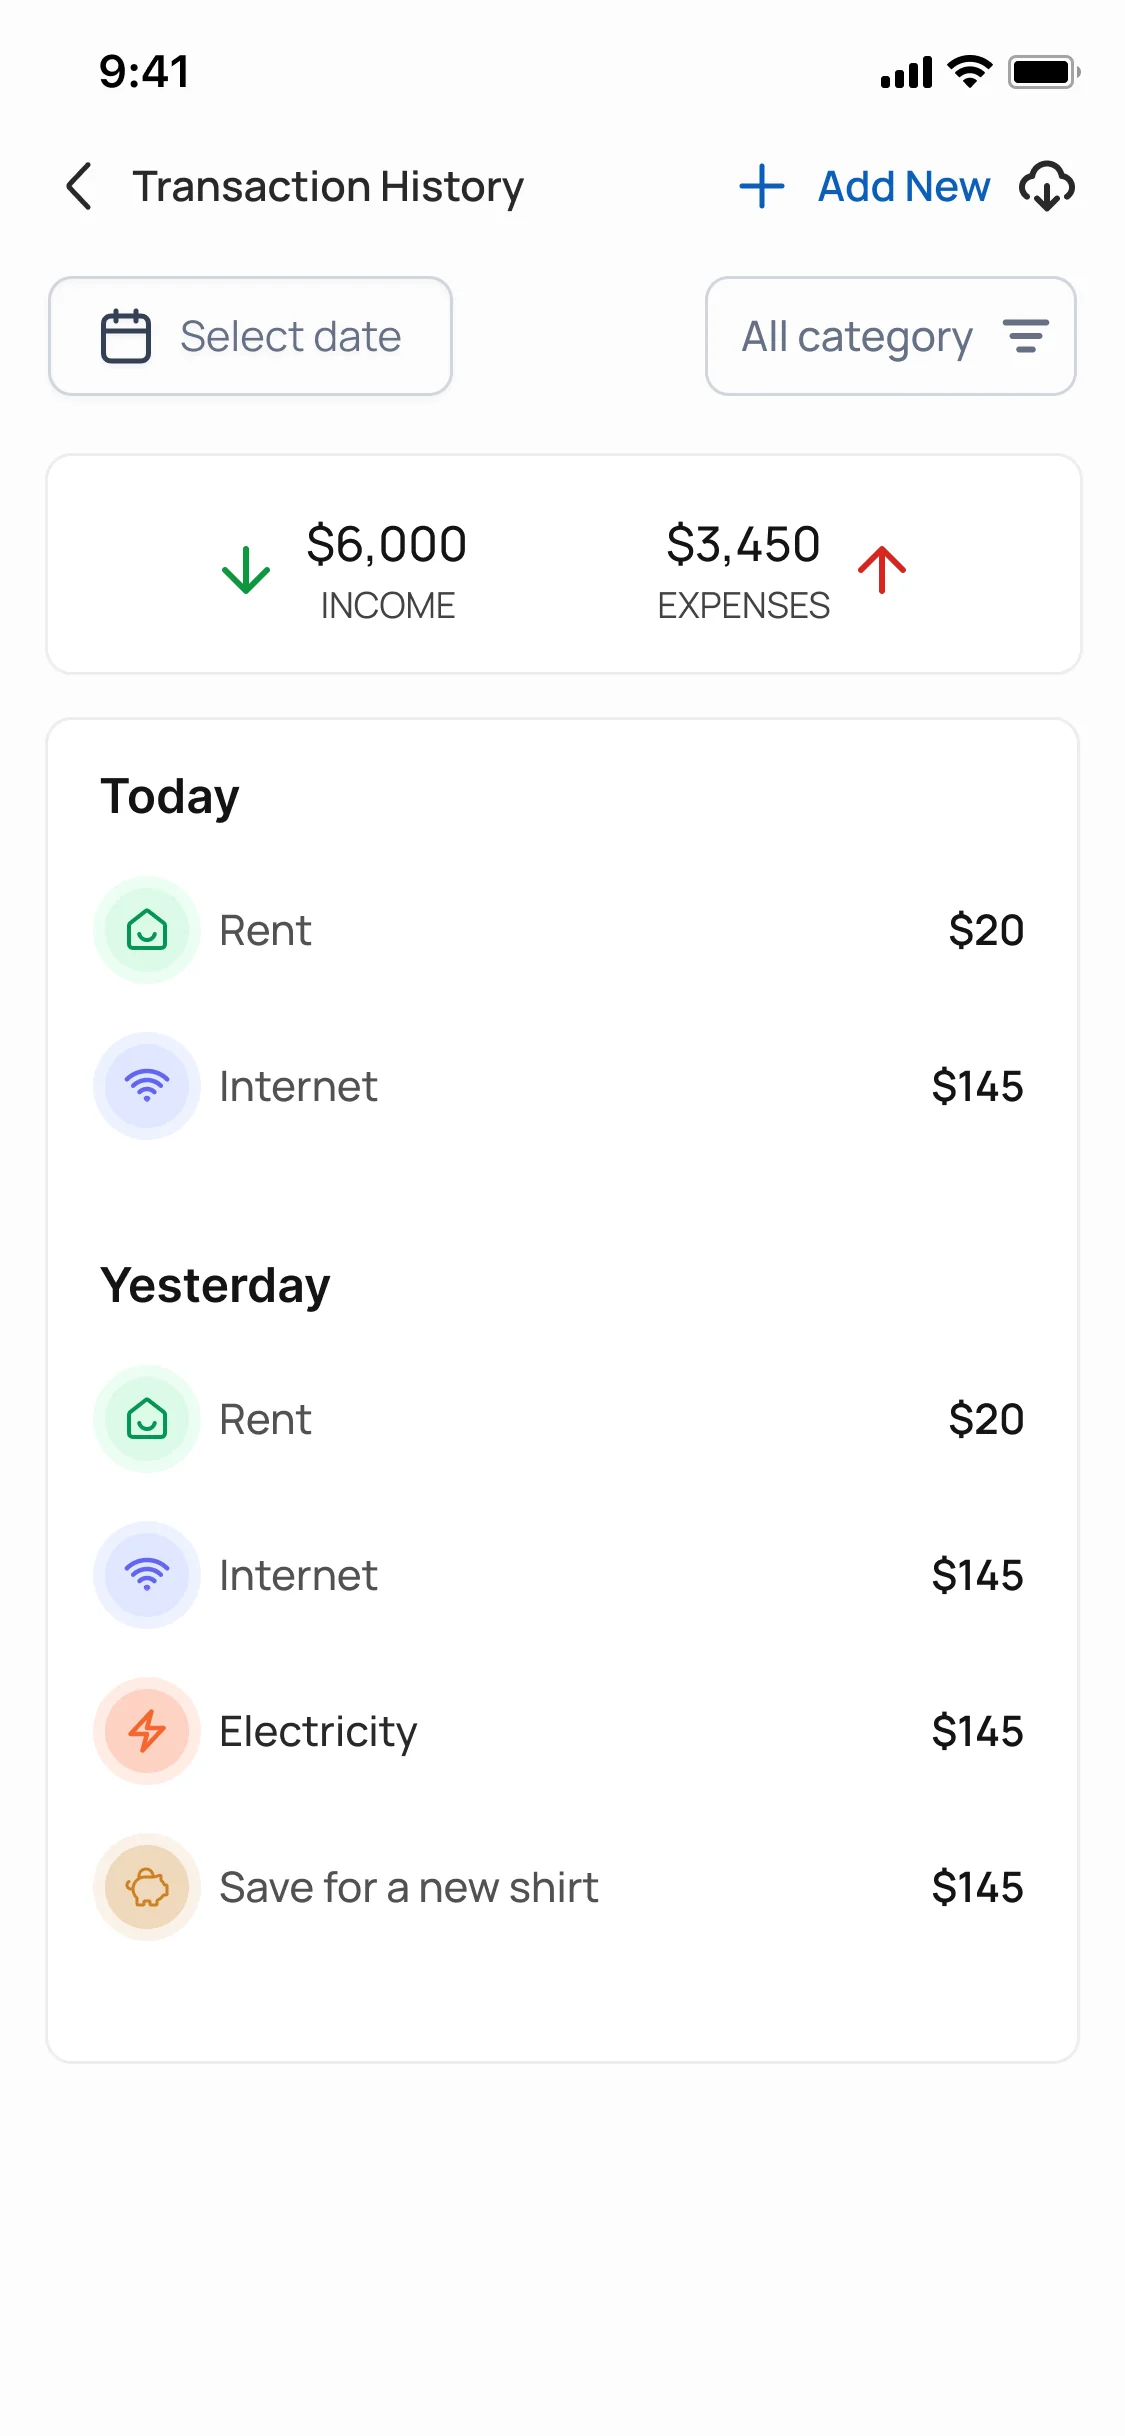 9:41
Transaction History
Add New
Select date
All category
$6,000
INCOME
$3,450
EXPENSES
Today
Rent
$20
Internet
$145
Yesterday
Rent
$20
Internet
$145
Electricity
$145
Save for a new shirt
$145